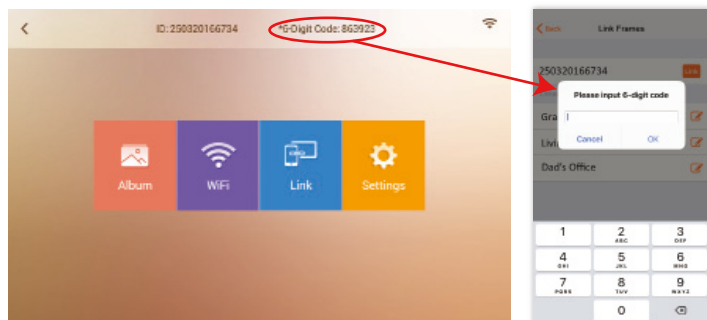 ID: 250320166734
*6-Digit Code: 863923
Album
WiFi
Link
Settings
Back
Link Frames
250320166734
Link
Please input 6-digit code
Gra
Cancel
OK
Livi
Dad's Office
1
2
ABC
3
DEF
4
GHI
5
JKL
6
MNO
7
PQRS
8
TUV
9
WXYZ
0